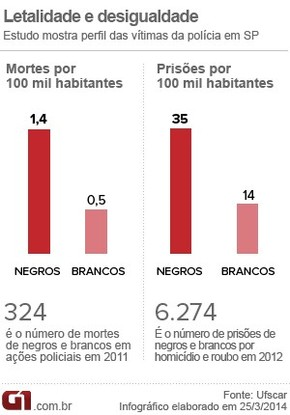 Letalidade e desigualdade
Estudo mostra perfil das vítimas da polícia em SP
Mortes por
100 mil habitantes
1,4
0,5
NEGROS BRANCOS
324
é o número de mortes
de negros e brancos em
ações policiais em 2011
Prisões por
100 mil habitantes
35
14
NEGROS BRANCOS
6.274
É o número de prisões de
negros e brancos por
homicídio e roubo em 2012
G1.com.br
Fonte: Ufscar
Infográfico elaborado em 25/3/2014